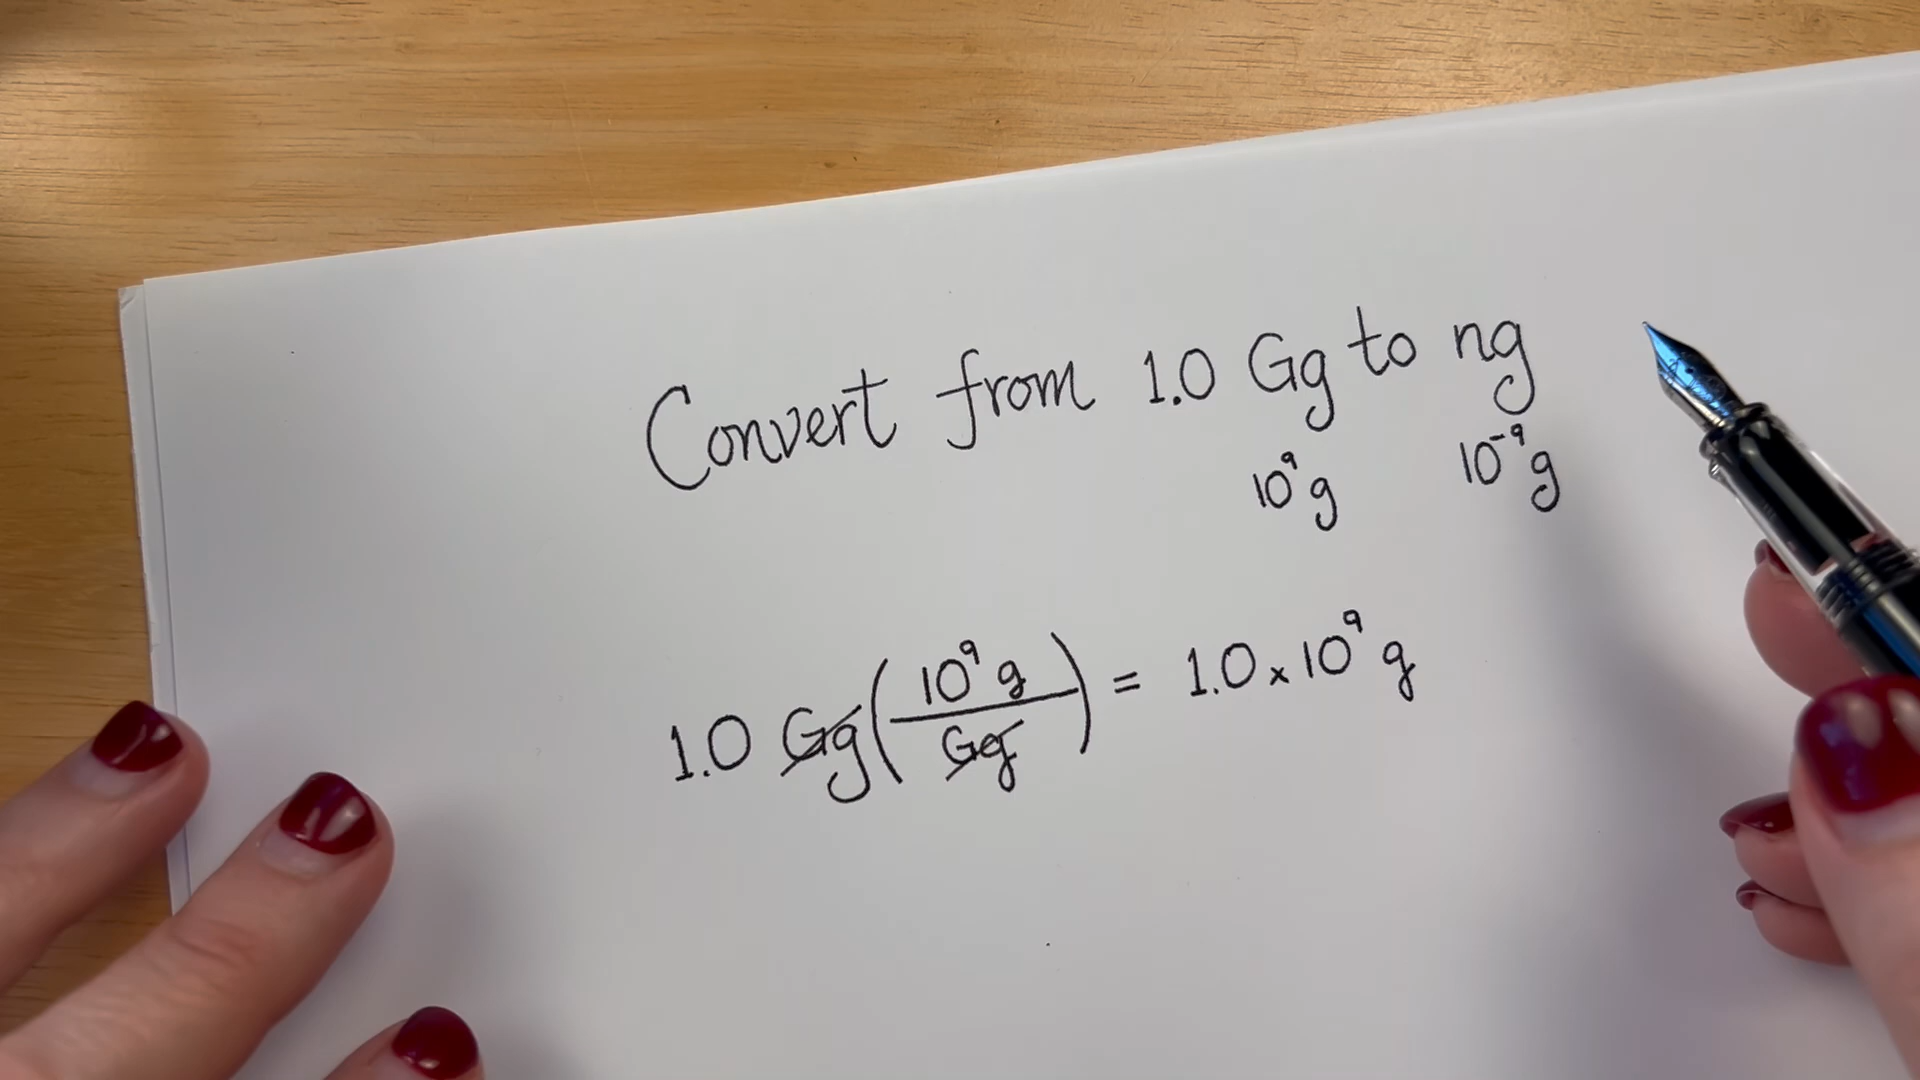 Convert from 1.0 Gg to ng
10⁹g 10⁻⁹g
1.0 Gg(10⁹ g/Gg) = 1.0 × 10⁹ g